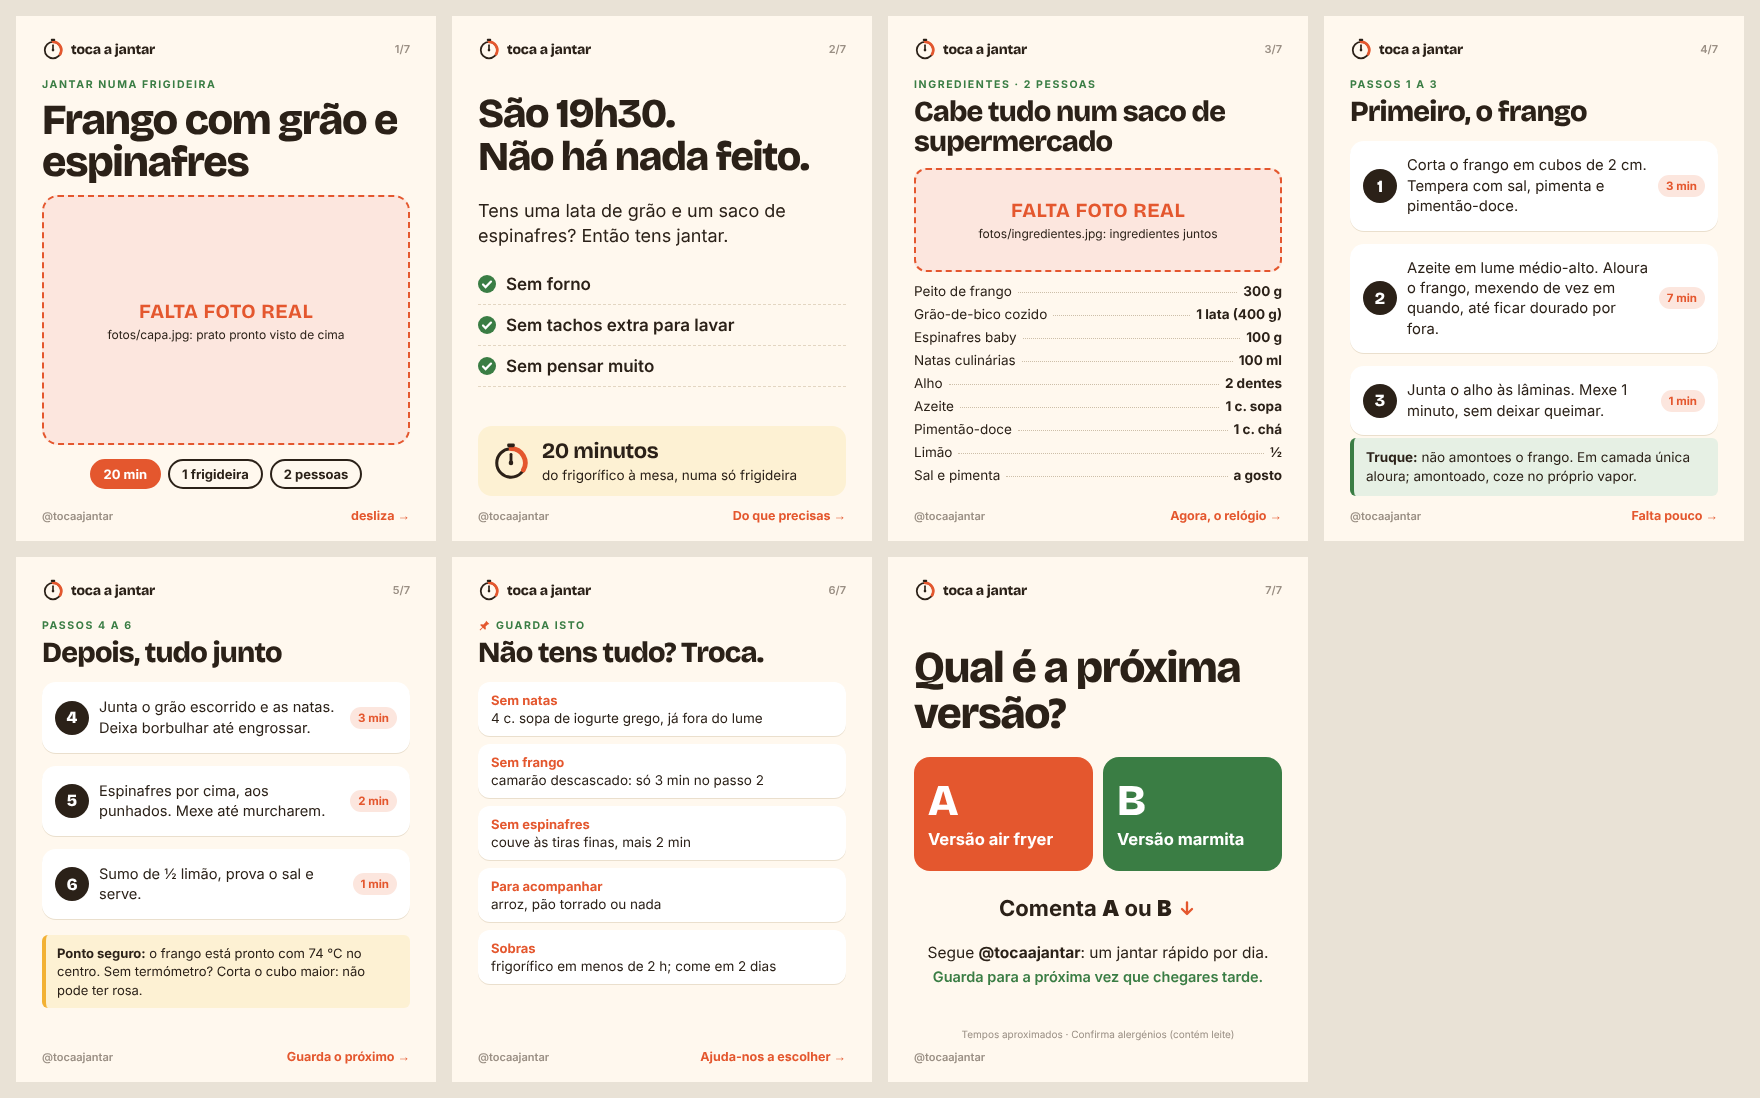 toca a jantar
1/7
JANTAR NUMA FRIGIDEIRA
Frango com grão e
espinafres
FALTA FOTO REAL
fotos/capa.jpg: prato pronto visto de cima
20 min
1 frigideira
2 pessoas
@tocaajantar
desliza →
toca a jantar
2/7
São 19h30.
Não há nada feito.
Tens uma lata de grão e um saco de
espinafres? Então tens jantar.
Sem forno
Sem tachos extra para lavar
Sem pensar muito
20 minutos
do frigorífico à mesa, numa só frigideira
@tocaajantar
Do que precisas →
toca a jantar
3/7
INGREDIENTES · 2 PESSOAS
Cabe tudo num saco de
supermercado
FALTA FOTO REAL
fotos/ingredientes.jpg: ingredientes juntos
Peito de frango 300 g
Grão-de-bico cozido 1 lata (400 g)
Espinafres baby 100 g
Natas culinárias 100 ml
Alho 2 dentes
Azeite 1 c. sopa
Pimentão-doce 1 c. chá
Limão ½
Sal e pimenta a gosto
@tocaajantar
Agora, o relógio →
toca a jantar
4/7
PASSOS 1 A 3
Primeiro, o frango
1
Corta o frango em cubos de 2 cm.
Tempera com sal, pimenta e
pimentão-doce.
3 min
2
Azeite em lume médio-alto. Aloura
o frango, mexendo de vez em
quando, até ficar dourado por
fora.
7 min
3
Junta o alho às lâminas. Mexe 1
minuto, sem deixar queimar.
1 min
Truque: não amontoes o frango. Em camada única
aloura; amontoado, coze no próprio vapor.
@tocaajantar
Falta pouco →
toca a jantar
5/7
PASSOS 4 A 6
Depois, tudo junto
4
Junta o grão escorrido e as natas.
Deixa borbulhar até engrossar.
3 min
5
Espinafres por cima, aos
punhados. Mexe até murcharem.
2 min
6
Sumo de ½ limão, prova o sal e
serve.
1 min
Ponto seguro: o frango está pronto com 74 °C no
centro. Sem termómetro? Corta o cubo maior: não
pode ter rosa.
@tocaajantar
Guarda o próximo →
toca a jantar
6/7
GUARDA ISTO
Não tens tudo? Troca.
Sem natas
4 c. sopa de iogurte grego, já fora do lume
Sem frango
camarão descascado: só 3 min no passo 2
Sem espinafres
couve às tiras finas, mais 2 min
Para acompanhar
arroz, pão torrado ou nada
Sobras
frigorífico em menos de 2 h; come em 2 dias
@tocaajantar
Ajuda-nos a escolher →
toca a jantar
7/7
Qual é a próxima
versão?
A
Versão air fryer
B
Versão marmita
Comenta A ou B ↓
Segue @tocaajantar: um jantar rápido por dia.
Guarda para a próxima vez que chegares tarde.
Tempos aproximados · Confirma alergénios (contém leite)
@tocaajantar